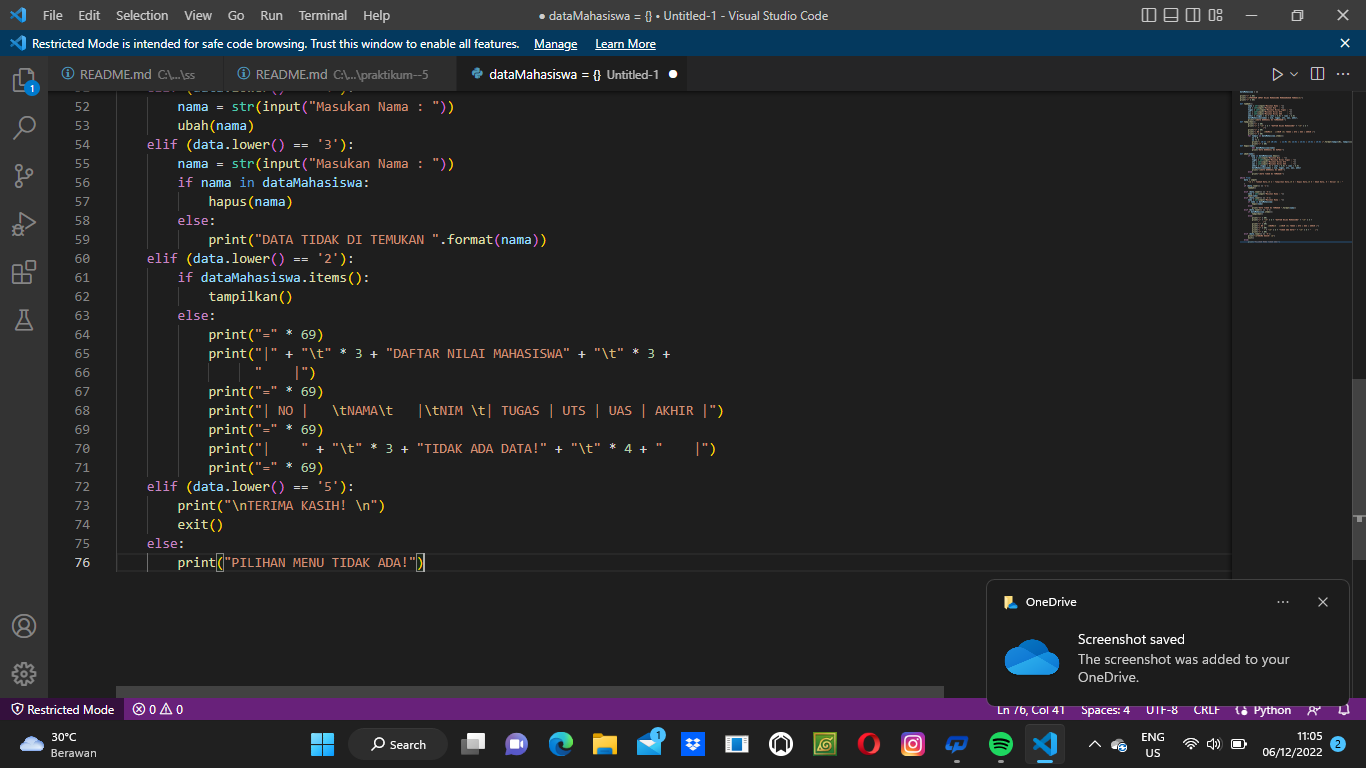 File Edit Selection View Go Run Terminal Help
● dataMahasiswa = {} • Untitled-1 - Visual Studio Code
Restricted Mode is intended for safe code browsing. Trust this window to enable all features. Manage Learn More
README.md C:\...\ss
README.md C:\...\praktikum--5
dataMahasiswa = {} Untitled-1 ●
52 nama = str(input("Masukan Nama : "))
53 ubah(nama)
54 elif (data.lower() == '3'):
55 nama = str(input("Masukan Nama : "))
56 if nama in dataMahasiswa:
57 hapus(nama)
58 else:
59 print("DATA TIDAK DI TEMUKAN ".format(nama))
60 elif (data.lower() == '2'):
61 if dataMahasiswa.items():
62 tampilkan()
63 else:
64 print("=" * 69)
65 print("|" + "\t" * 3 + "DAFTAR NILAI MAHASISWA" + "\t" * 3 +
66 "    |")
67 print("=" * 69)
68 print("| NO |   \tNAMA\t   |\tNIM \t| TUGAS | UTS | UAS | AKHIR |")
69 print("=" * 69)
70 print("|    " + "\t" * 3 + "TIDAK ADA DATA!" + "\t" * 4 + "    |")
71 print("=" * 69)
72 elif (data.lower() == '5'):
73 print("\nTERIMA KASIH! \n")
74 exit()
75 else:
76 print("PILIHAN MENU TIDAK ADA!")
1
OneDrive
Screenshot saved
The screenshot was added to your
OneDrive.
Restricted Mode 0 0 Ln 76, Col 41 Spaces: 4 UTF-8 CRLF Python
30°C
Berawan
Search
1
ENG
US
11:05
06/12/2022
2